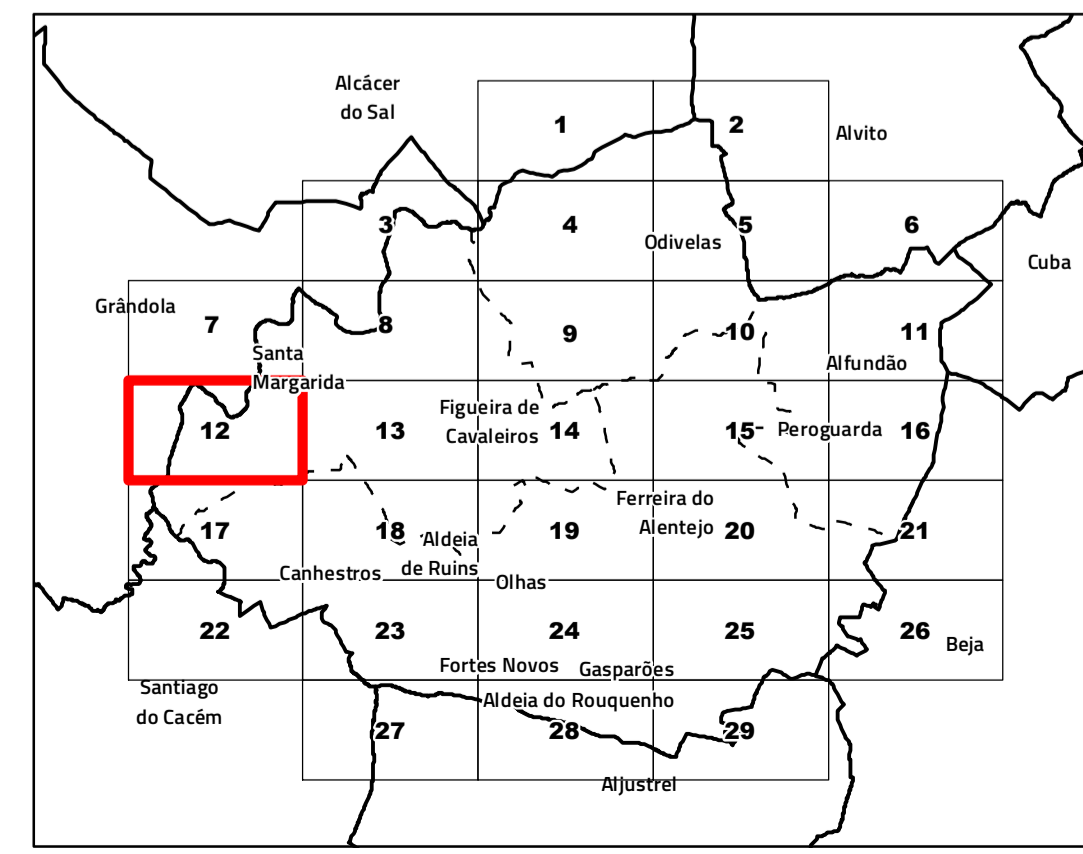 Alcácer
do Sal
1
2
Alvito
3
4
5
6
Odivelas
Cuba
Grândola
7
8
9
10
11
Santa
Margarida
Alfundão
12
13
Figueira de
Cavaleiros
14
15
Peroguarda
16
17
18
Aldeia
de Ruins
19
Ferreira do
Alentejo
20
21
Canhestros
Olhas
22
23
24
25
26
Beja
Fortes Novos
Gasparões
Santiago
do Cacém
Aldeia do Rouquenho
27
28
29
Aljustrel